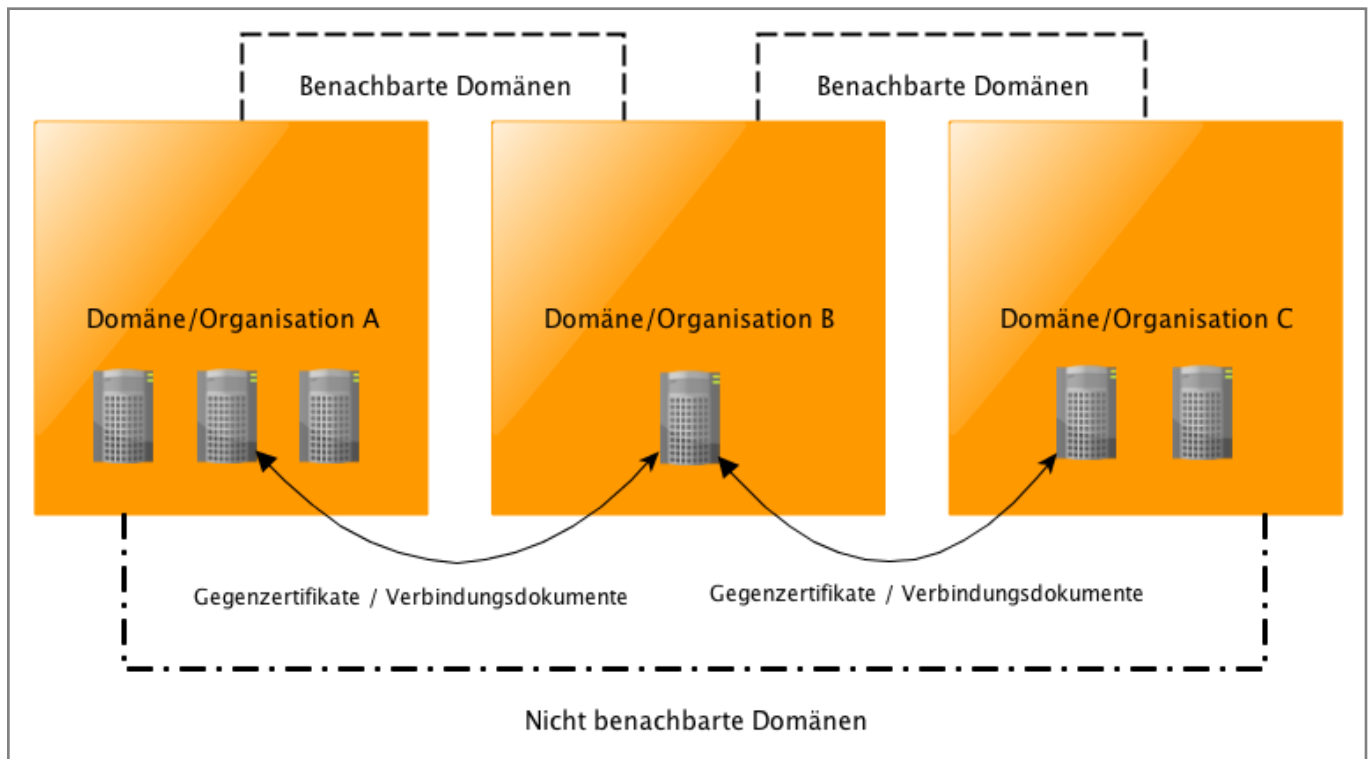 Benachbarte Domänen
Benachbarte Domänen
Domäne/Organisation A
Domäne/Organisation B
Domäne/Organisation C
Gegenzertifikate / Verbindungsdokumente
Gegenzertifikate / Verbindungsdokumente
Nicht benachbarte Domänen